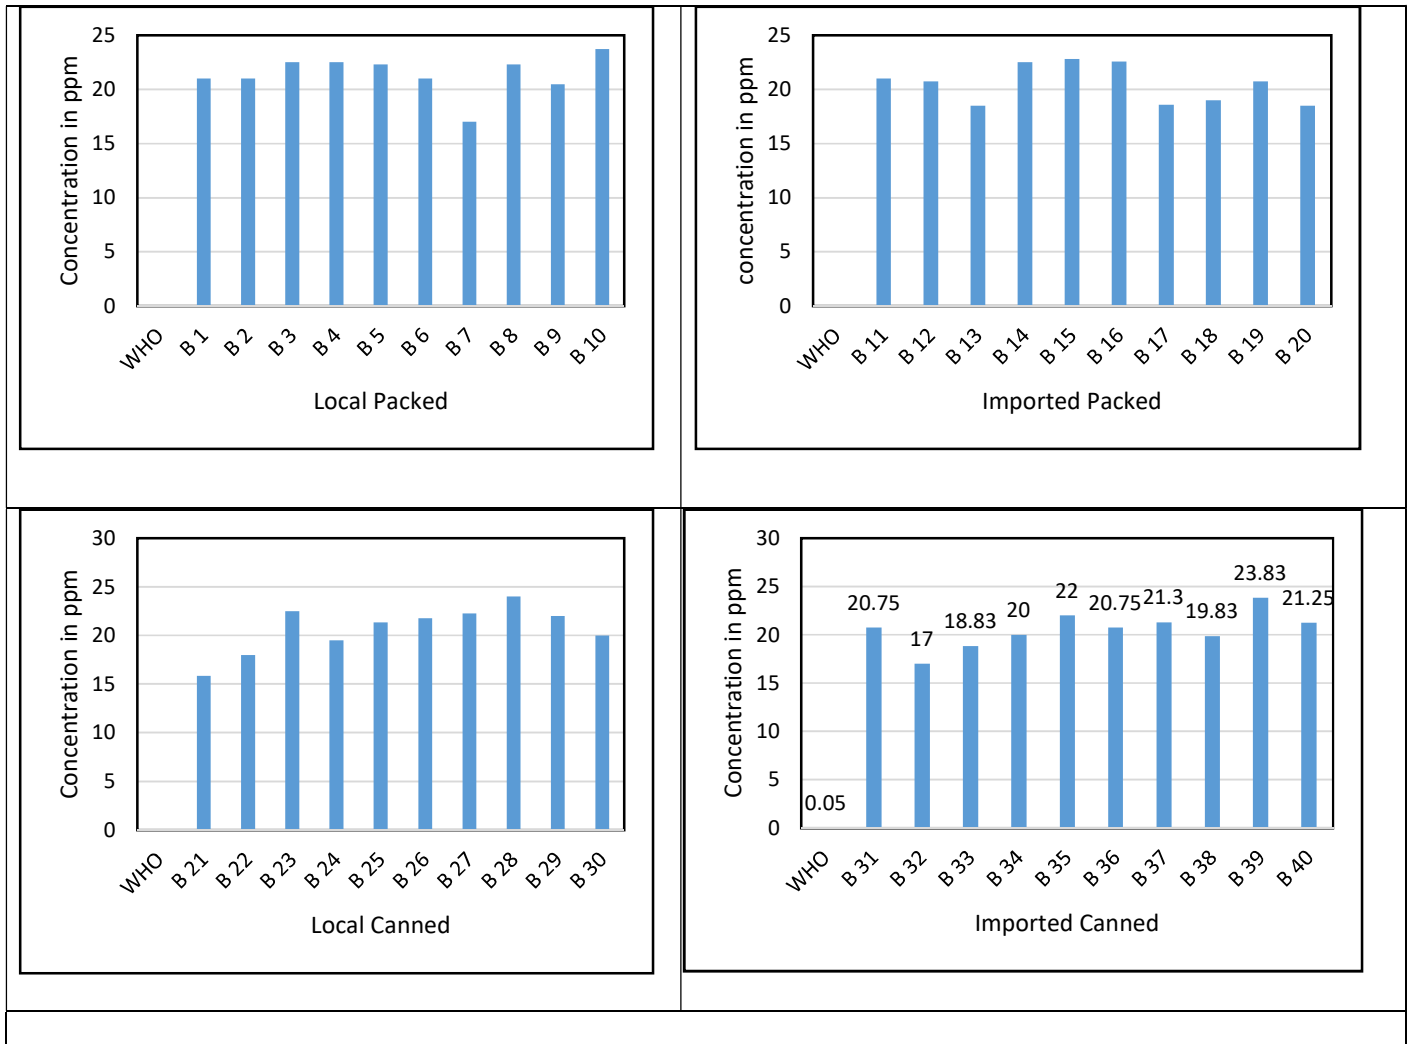 25
20
15
10
5
0
Concentration in ppm
WHO B 1 B 2 B 3 B 4 B 5 B 6 B 7 B 8 B 9 B 10
Local Packed
25
20
15
10
5
0
concentration in ppm
WHO B 11 B 12 B 13 B 14 B 15 B 16 B 17 B 18 B 19 B 20
Imported Packed
30
25
20
15
10
5
0
Concentration in ppm
WHO B 21 B 22 B 23 B 24 B 25 B 26 B 27 B 28 B 29 B 30
Local Canned
30
25
20
15
10
5
0
Concentration in ppm
0.05 20.75 17 18.83 20 22 20.75 21.3 19.83 23.83 21.25
WHO B 31 B 32 B 33 B 34 B 35 B 36 B 37 B 38 B 39 B 40
Imported Canned